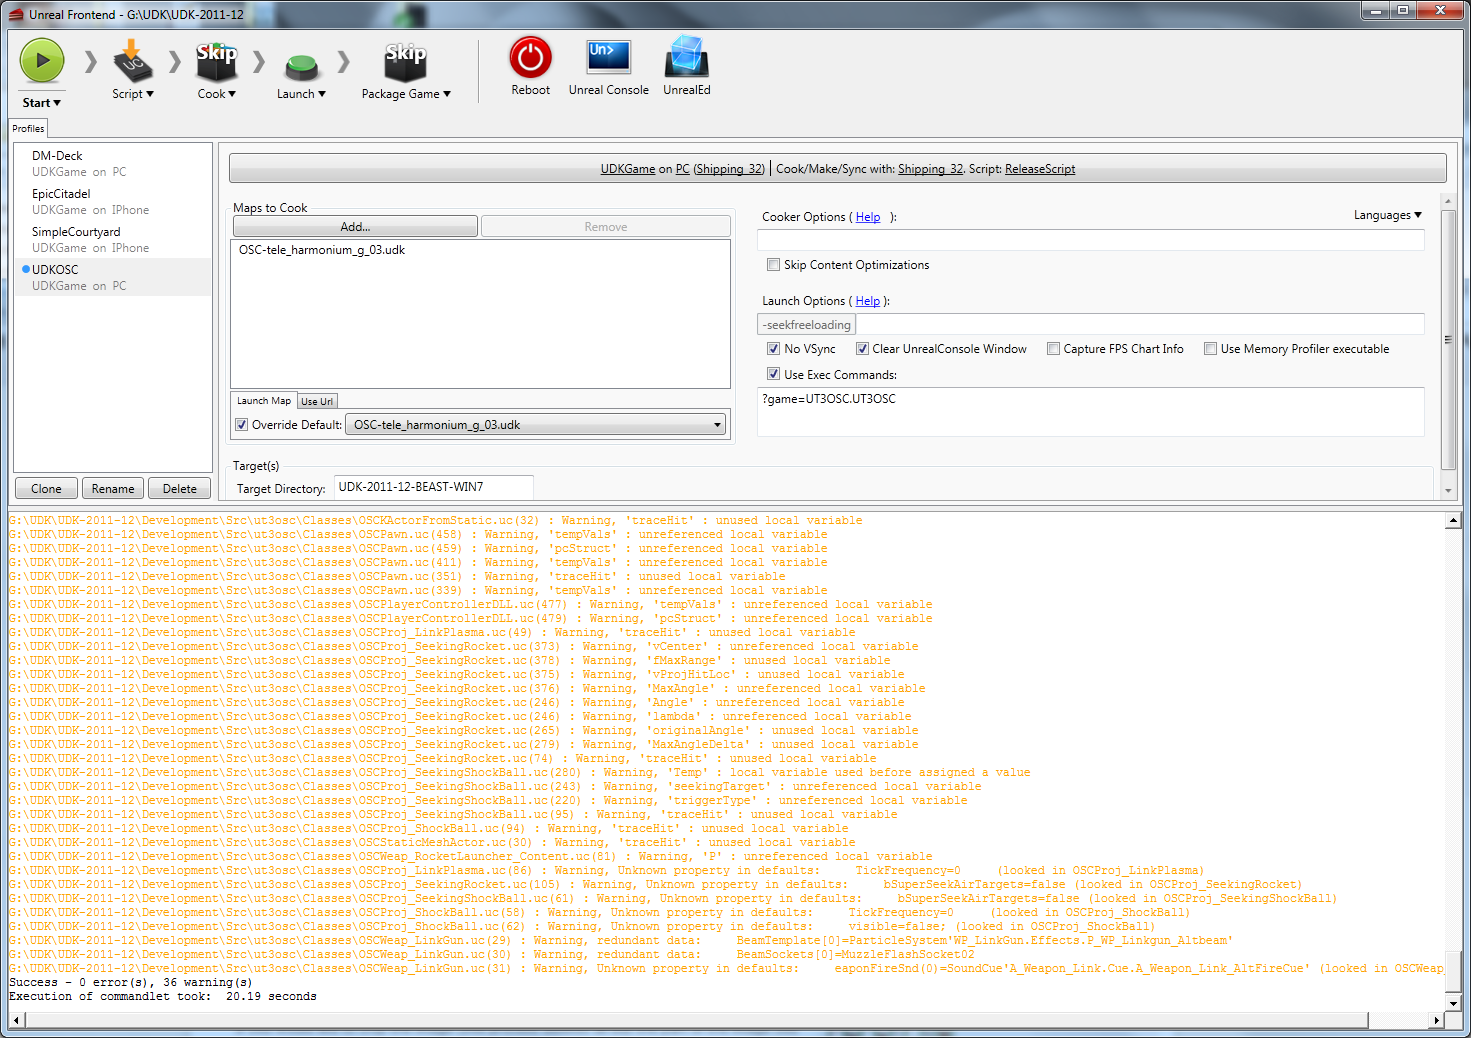 Unreal Frontend - G:\UDK\UDK-2011-12
Un>
UC
Skip
Skip
Start
Script
Cook
Launch
Package Game
Reboot
Unreal Console
UnrealEd
Profiles
DM-Deck
UDKGame on PC
EpicCitadel
UDKGame on IPhone
SimpleCourtyard
UDKGame on IPhone
UDKOSC
UDKGame on PC
Clone
Rename
Delete
UDKGame on PC (Shipping_32) | Cook/Make/Sync with: Shipping_32. Script: ReleaseScript
Maps to Cook
Add...
Remove
OSC-tele_harmonium_g_03.udk
Launch Map
Use Url
Override Default:
OSC-tele_harmonium_g_03.udk
Cooker Options ( Help ):
Languages
Skip Content Optimizations
Launch Options ( Help ):
-seekfreeloading
No VSync
Clear UnrealConsole Window
Capture FPS Chart Info
Use Memory Profiler executable
Use Exec Commands:
?game=UT3OSC.UT3OSC
Target(s)
Target Directory:
UDK-2011-12-BEAST-WIN7
G:\UDK\UDK-2011-12\Development\Src\ut3osc\Classes\OSCKActorFromStatic.uc(32) : Warning, 'traceHit' : unused local variable
G:\UDK\UDK-2011-12\Development\Src\ut3osc\Classes\OSCPawn.uc(458) : Warning, 'tempVals' : unreferenced local variable
G:\UDK\UDK-2011-12\Development\Src\ut3osc\Classes\OSCPawn.uc(459) : Warning, 'pcStruct' : unreferenced local variable
G:\UDK\UDK-2011-12\Development\Src\ut3osc\Classes\OSCPawn.uc(411) : Warning, 'tempVals' : unreferenced local variable
G:\UDK\UDK-2011-12\Development\Src\ut3osc\Classes\OSCPawn.uc(351) : Warning, 'traceHit' : unused local variable
G:\UDK\UDK-2011-12\Development\Src\ut3osc\Classes\OSCPawn.uc(339) : Warning, 'tempVals' : unreferenced local variable
G:\UDK\UDK-2011-12\Development\Src\ut3osc\Classes\OSCPlayerControllerDLL.uc(477) : Warning, 'tempVals' : unreferenced local variable
G:\UDK\UDK-2011-12\Development\Src\ut3osc\Classes\OSCPlayerControllerDLL.uc(479) : Warning, 'pcStruct' : unreferenced local variable
G:\UDK\UDK-2011-12\Development\Src\ut3osc\Classes\OSCProj_LinkPlasma.uc(49) : Warning, 'traceHit' : unused local variable
G:\UDK\UDK-2011-12\Development\Src\ut3osc\Classes\OSCProj_SeekingRocket.uc(373) : Warning, 'vCenter' : unreferenced local variable
G:\UDK\UDK-2011-12\Development\Src\ut3osc\Classes\OSCProj_SeekingRocket.uc(378) : Warning, 'fMaxRange' : unused local variable
G:\UDK\UDK-2011-12\Development\Src\ut3osc\Classes\OSCProj_SeekingRocket.uc(375) : Warning, 'vProjHitLoc' : unused local variable
G:\UDK\UDK-2011-12\Development\Src\ut3osc\Classes\OSCProj_SeekingRocket.uc(376) : Warning, 'MaxAngle' : unreferenced local variable
G:\UDK\UDK-2011-12\Development\Src\ut3osc\Classes\OSCProj_SeekingRocket.uc(246) : Warning, 'Angle' : unreferenced local variable
G:\UDK\UDK-2011-12\Development\Src\ut3osc\Classes\OSCProj_SeekingRocket.uc(246) : Warning, 'lambda' : unreferenced local variable
G:\UDK\UDK-2011-12\Development\Src\ut3osc\Classes\OSCProj_SeekingRocket.uc(265) : Warning, 'originalAngle' : unused local variable
G:\UDK\UDK-2011-12\Development\Src\ut3osc\Classes\OSCProj_SeekingRocket.uc(279) : Warning, 'MaxAngleDelta' : unused local variable
G:\UDK\UDK-2011-12\Development\Src\ut3osc\Classes\OSCProj_SeekingRocket.uc(74) : Warning, 'traceHit' : unused local variable
G:\UDK\UDK-2011-12\Development\Src\ut3osc\Classes\OSCProj_SeekingShockBall.uc(280) : Warning, 'Temp' : local variable used before assigned a value
G:\UDK\UDK-2011-12\Development\Src\ut3osc\Classes\OSCProj_SeekingShockBall.uc(243) : Warning, 'seekingTarget' : unreferenced local variable
G:\UDK\UDK-2011-12\Development\Src\ut3osc\Classes\OSCProj_SeekingShockBall.uc(220) : Warning, 'triggerType' : unreferenced local variable
G:\UDK\UDK-2011-12\Development\Src\ut3osc\Classes\OSCProj_SeekingShockBall.uc(95) : Warning, 'traceHit' : unused local variable
G:\UDK\UDK-2011-12\Development\Src\ut3osc\Classes\OSCProj_ShockBall.uc(94) : Warning, 'traceHit' : unused local variable
G:\UDK\UDK-2011-12\Development\Src\ut3osc\Classes\OSCStaticMeshActor.uc(30) : Warning, 'traceHit' : unused local variable
G:\UDK\UDK-2011-12\Development\Src\ut3osc\Classes\OSCWeap_RocketLauncher_Content.uc(81) : Warning, 'P' : unreferenced local variable
G:\UDK\UDK-2011-12\Development\Src\ut3osc\Classes\OSCProj_LinkPlasma.uc(86) : Warning, Unknown property in defaults: TickFrequency=0 (looked in OSCProj_LinkPlasma)
G:\UDK\UDK-2011-12\Development\Src\ut3osc\Classes\OSCProj_SeekingRocket.uc(105) : Warning, Unknown property in defaults: bSuperSeekAirTargets=false (looked in OSCProj_SeekingRocket)
G:\UDK\UDK-2011-12\Development\Src\ut3osc\Classes\OSCProj_SeekingShockBall.uc(61) : Warning, Unknown property in defaults: bSuperSeekAirTargets=false (looked in OSCProj_SeekingShockBall)
G:\UDK\UDK-2011-12\Development\Src\ut3osc\Classes\OSCProj_ShockBall.uc(58) : Warning, Unknown property in defaults: TickFrequency=0 (looked in OSCProj_ShockBall)
G:\UDK\UDK-2011-12\Development\Src\ut3osc\Classes\OSCProj_ShockBall.uc(62) : Warning, Unknown property in defaults: visible=false; (looked in OSCProj_ShockBall)
G:\UDK\UDK-2011-12\Development\Src\ut3osc\Classes\OSCWeap_LinkGun.uc(29) : Warning, redundant data: BeamTemplate[0]=ParticleSystem'WP_LinkGun.Effects.P_WP_Linkgun_Altbeam'
G:\UDK\UDK-2011-12\Development\Src\ut3osc\Classes\OSCWeap_LinkGun.uc(30) : Warning, redundant data: BeamSockets[0]=MuzzleFlashSocket02
G:\UDK\UDK-2011-12\Development\Src\ut3osc\Classes\OSCWeap_LinkGun.uc(31) : Warning, Unknown property in defaults: eaponFireSnd(0)=SoundCue'A_Weapon_Link.Cue.A_Weapon_Link_AltFireCue' (looked in OSCWeap_
Success - 0 error(s), 36 warning(s)
Execution of commandlet took: 20.19 seconds